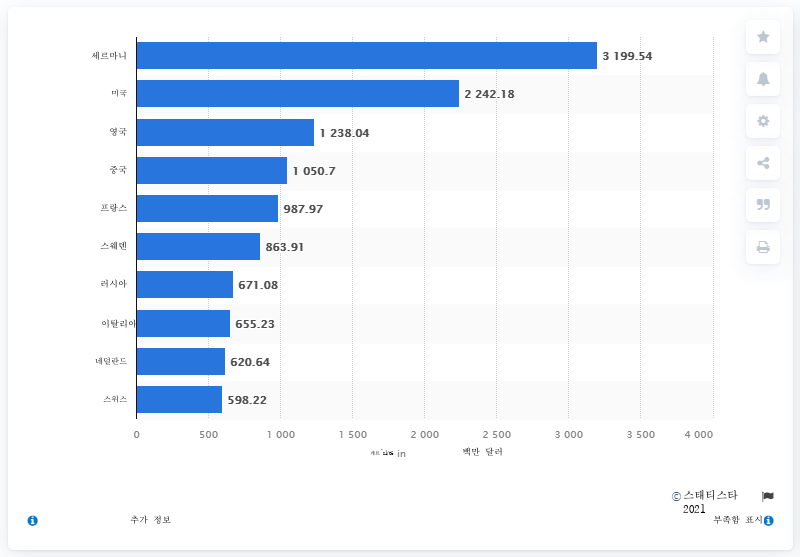 세르마니 3 199.54
미국 2 242.18
영국 1 238.04
중국 1 050.7
프랑스 987.97
스웨덴 863.91
러시아 671.08
이탈리아 655.23
네덜란드 620.64
스위스 598.22
0 500 1 000 1 500 2 000 2 500 3 000 3 500 4 000
in 백만 달러
© 스태티스타
2021
추가 정보 부족함 표시